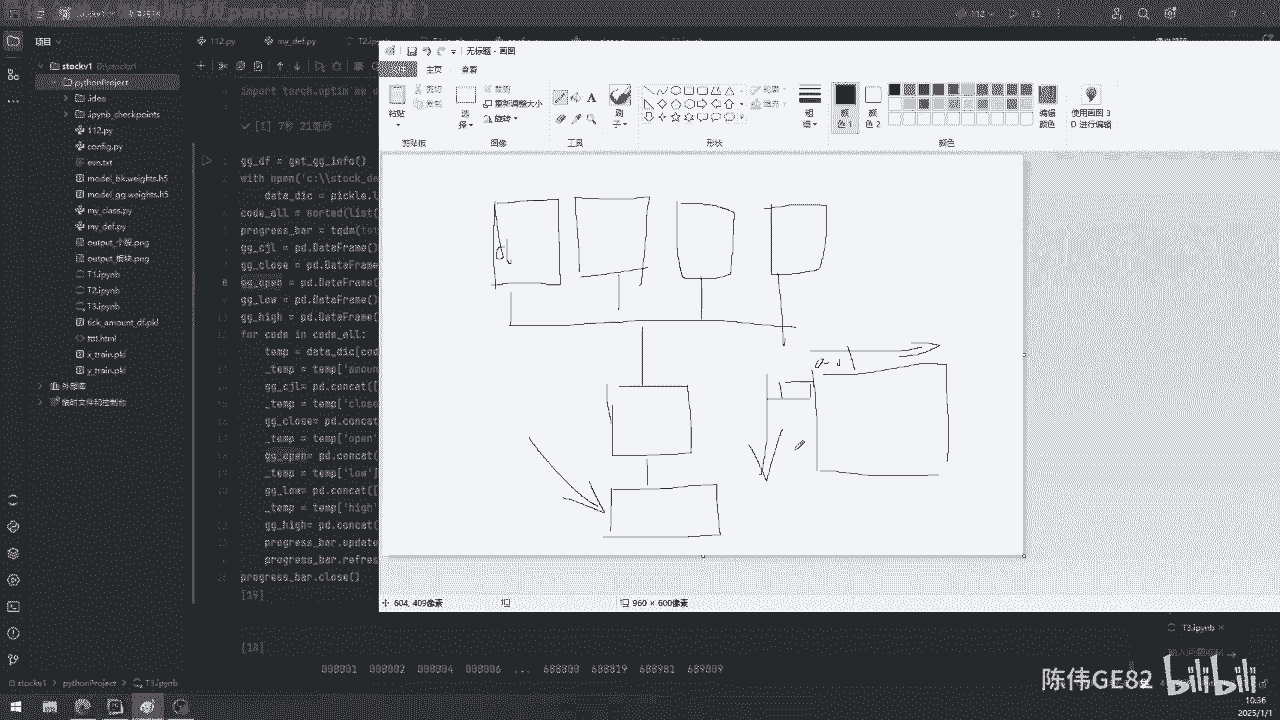 速度pandas和np的速度）
stockv1
112.py
my_def.py
项目
stockv1 D:\stockv1
pythonProject
.idea
.ipynb_checkpoints
112.py
config.py
esn.txt
model_bk.weights.h5
model_gg.weights.h5
my_class.py
my_def.py
output_个股.png
output_板块.png
T1.ipynb
T2.ipynb
T3.ipynb
tick_amount_df.pkl
ttt.html
x_train.pkl
y_train.pkl
外部库
临时文件和控制台
import torch.optim as o
[1] 7秒 21毫秒
gg_df = get_gg_info()
with open('c:\\stock_de
data_dic = pickle.l
code_all = sorted(list(
progress_bar = tqdm(tot
gg_cjl = pd.DataFrame()
gg_close = pd.DataFrame
gg_open = pd.DataFrame(
gg_low = pd.DataFrame()
gg_high = pd.DataFrame(
for code in code_all:
temp = data_dic[cod
_temp = temp['amoun
gg_cjl= pd.concat([
_temp = temp['close
gg_close= pd.concat
_temp = temp['open'
gg_open= pd.concat(
_temp = temp['low']
gg_low= pd.concat([
_temp = temp['high'
gg_high= pd.concat(
progress_bar.update
progress_bar.refres
progress_bar.close()
[19]
[18]
000001 000002 000004 000006 ... 688800 688819 688981 689009
无标题 - 画图
主页 查看
粘贴
剪切
复制
剪贴板
选择
裁剪
重新调整大小
旋转
图像
工具
刷子
形状
轮廓
填充
粗细
颜色 1
颜色 2
颜色
编辑颜色
使用画图 3D 进行编辑
604, 409像素
960 × 600像素
T3.ipynb
stockv1 > pythonProject > T3.ipynb
陈伟GE82 bilibili
10:36
2025/1/1